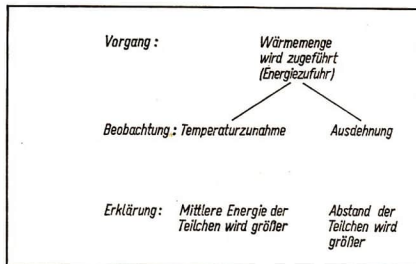 Vorgang : Wärmemenge
wird zugeführt
(Energiezufuhr)
Beobachtung : Temperaturzunahme Ausdehnung
Erklärung : Mittlere Energie der Abstand der
Teilchen wird größer Teilchen wird
größer